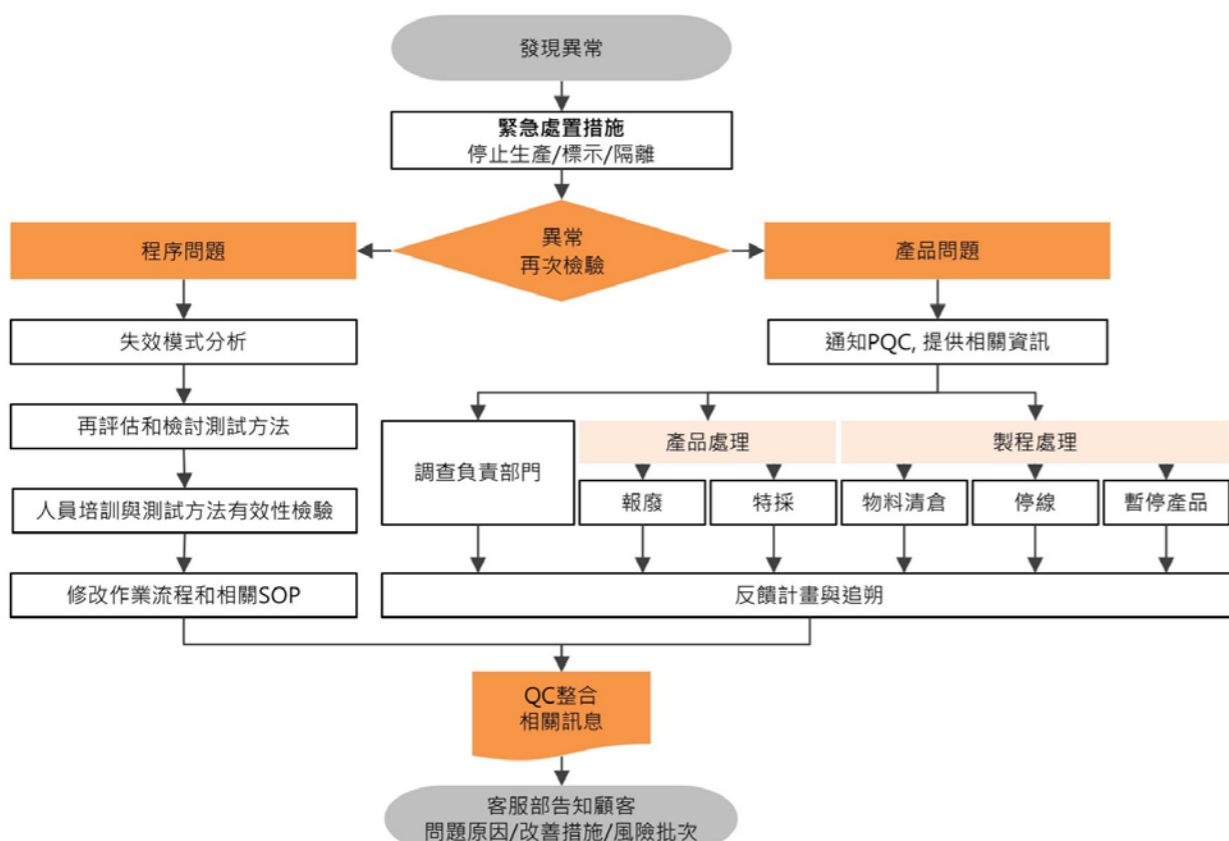 發現異常
緊急處置措施
停止生產/標示/隔離
異常
再次檢驗
程序問題
產品問題
失效模式分析
通知PQC, 提供相關資訊
再評估和檢討測試方法
調查負責部門
產品處理
製程處理
人員培訓與測試方法有效性檢驗
報廢
特採
物料清倉
停線
暫停產品
修改作業流程和相關SOP
反饋計畫與追朔
QC整合
相關訊息
客服部告知顧客
問題原因/改善措施/風險批次